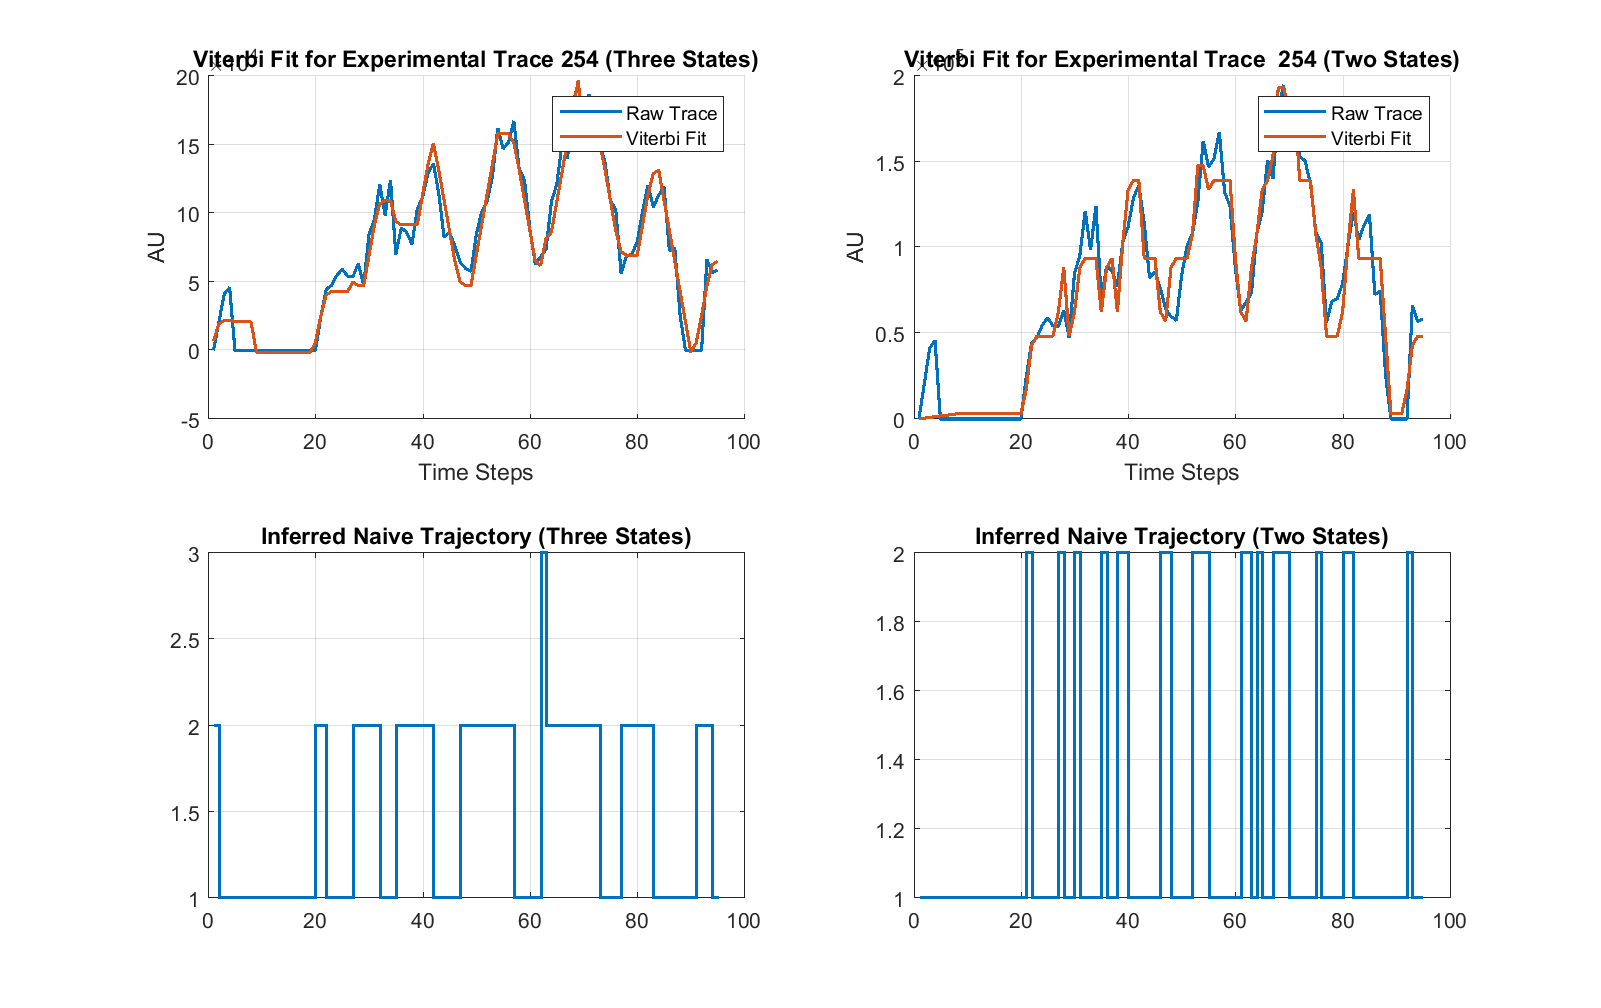 Viterbi Fit for Experimental Trace 254 (Three States)
×10⁴
20
15
10
5
0
-5
AU
0 20 40 60 80 100
Time Steps
Raw Trace
Viterbi Fit
Viterbi Fit for Experimental Trace 254 (Two States)
×10⁵
2
1.5
1
0.5
0
AU
0 20 40 60 80 100
Time Steps
Raw Trace
Viterbi Fit
Inferred Naive Trajectory (Three States)
3
2.5
2
1.5
1
0 20 40 60 80 100
Inferred Naive Trajectory (Two States)
2
1.8
1.6
1.4
1.2
1
0 20 40 60 80 100